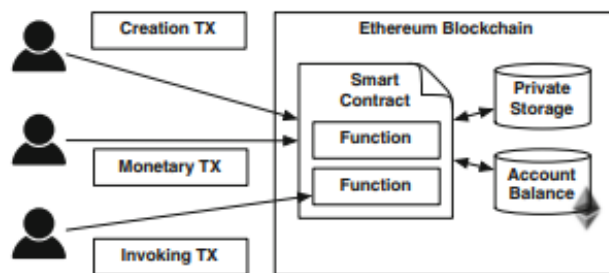 Creation TX
Ethereum Blockchain
Smart
Contract
Private
Storage
Function
Monetary TX
Function
Account
Balance
Invoking TX